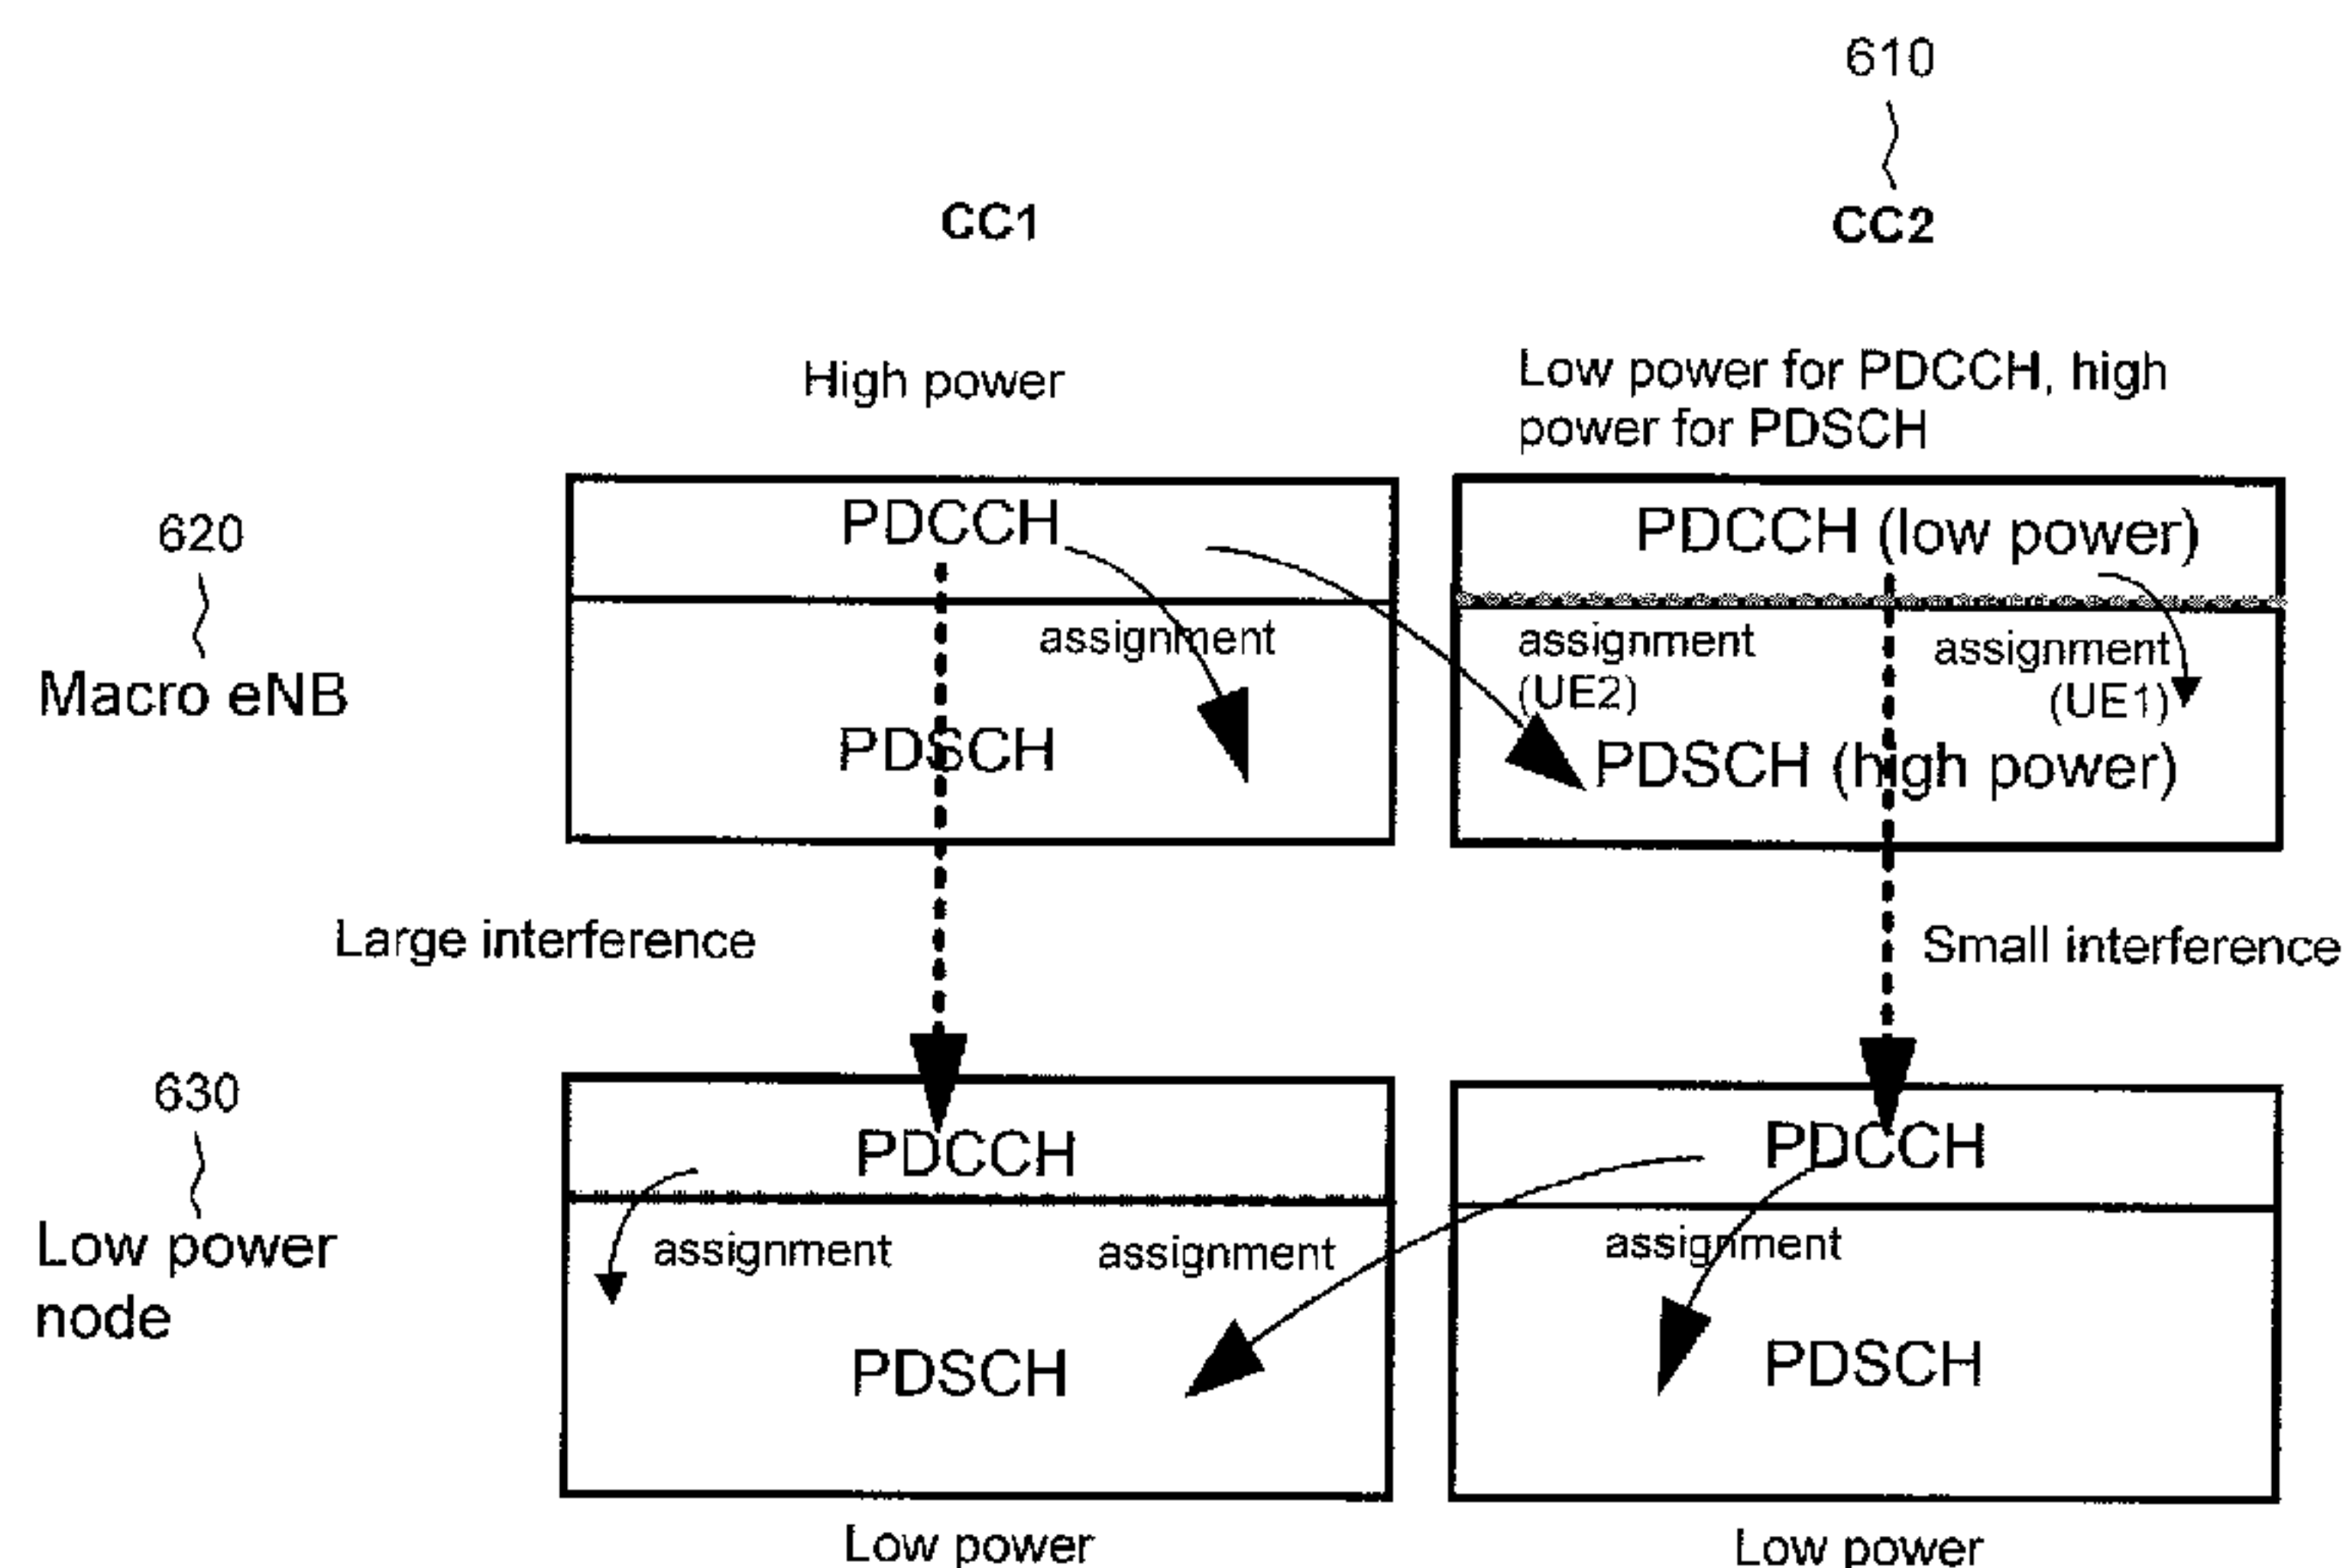 610
CC1
CC2
High power
Low power for PDCCH, high
power for PDSCH
620
Macro eNB
PDCCH
assignment
PDSCH
PDCCH (low power)
assignment
(UE2)
assignment
(UE1)
PDSCH (high power)
Large interference
Small interference
630
Low power
node
PDCCH
assignment
assignment
PDSCH
PDCCH
assignment
PDSCH
Low power
Low power